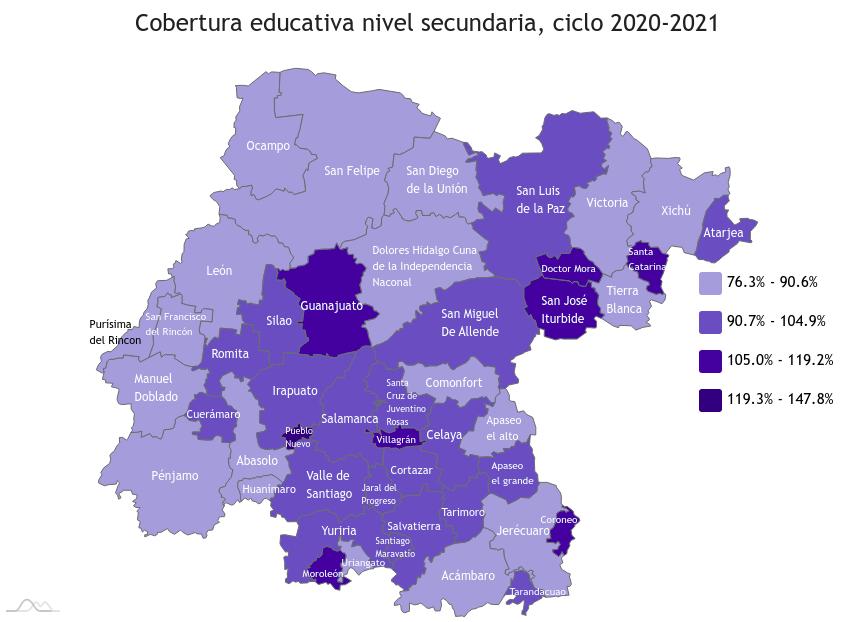 Cobertura educativa nivel secundaria, ciclo 2020-2021
Ocampo
San Felipe
San Diego
de la Unión
San Luis
de la Paz
Victoria
Xichú
Atarjea
León
Dolores Hidalgo Cuna
de la Independencia
Naconal
Doctor Mora
Santa
Catarina
76.3% - 90.6%
Tierra
Blanca
Guanajuato
San José
Iturbide
Purísima
del Rincon
San Francisco
del Rincón
Silao
San Miguel
De Allende
90.7% - 104.9%
Romita
105.0% - 119.2%
Manuel
Doblado
Irapuato
Santa
Cruz de
Juventino
Rosas
Comonfort
119.3% - 147.8%
Cuerámaro
Salamanca
Pueblo
Nuevo
Villagrán
Celaya
Apaseo
el alto
Pénjamo
Abasolo
Huanímaro
Valle de
Santiago
Cortazar
Jaral del
Progreso
Apaseo
el grande
Yuriria
Salvatierra
Tarimoro
Jerécuaro
Coroneo
Santiago
Maravatío
Moroleón
Uriangato
Acámbaro
Tarandacuao